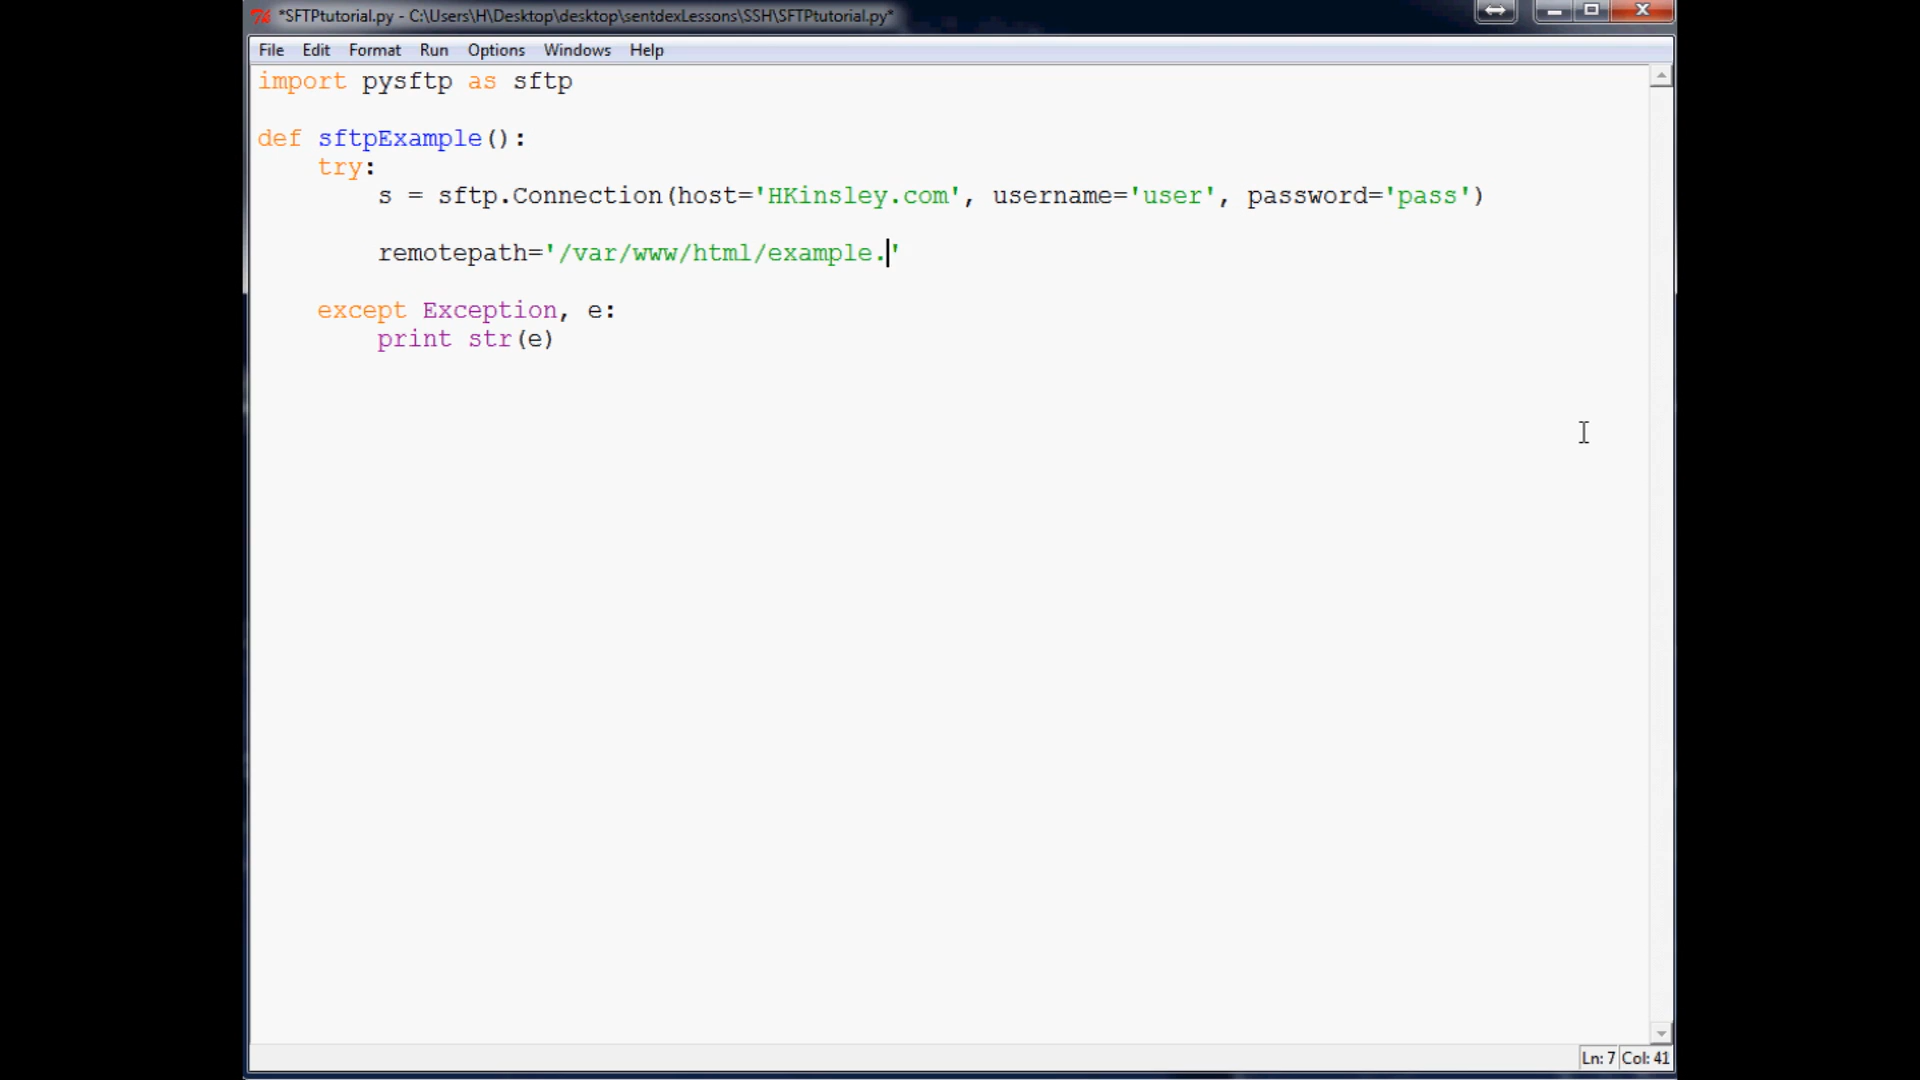 *SFTPtutorial.py - C:\Users\H\Desktop\desktop\sentdexLessons\SSH\SFTPtutorial.py*
File Edit Format Run Options Windows Help
import pysftp as sftp
def sftpExample():
try:
s = sftp.Connection(host='HKinsley.com', username='user', password='pass')
remotepath='/var/www/html/example.'
except Exception, e:
print str(e)
Ln: 7 Col: 41